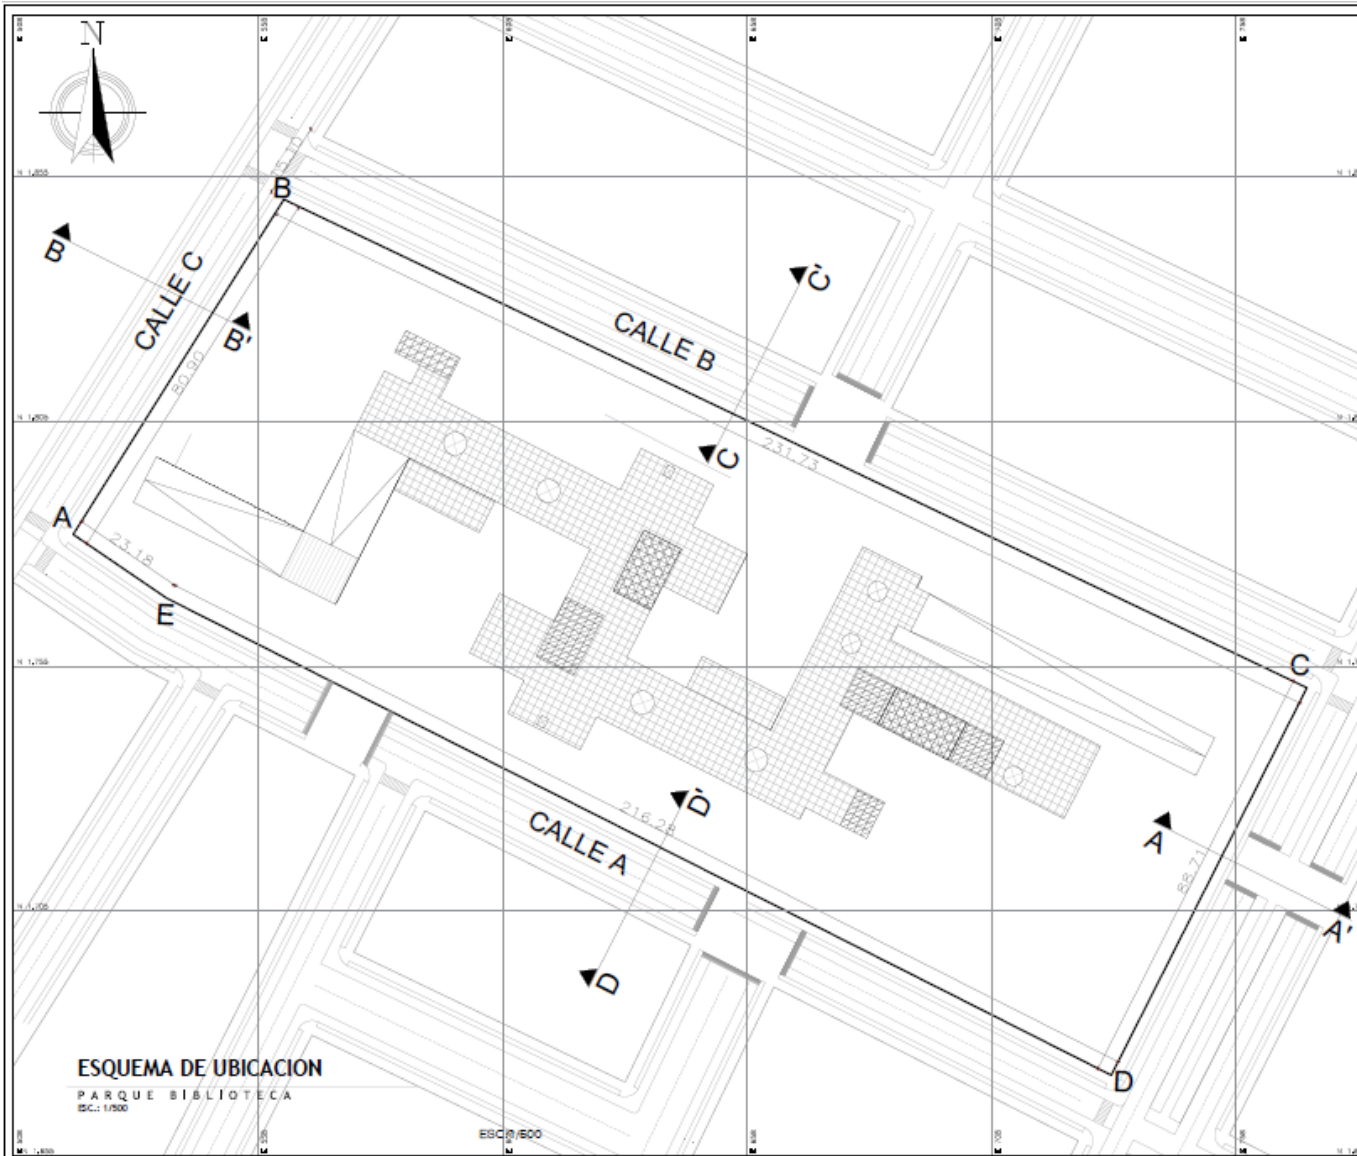 N
B
CALLE C
B
B'
80.90
A
23.18
E
CALLE B
C'
C
231.73
C
D'
216.28
CALLE A
D
A
88.71
A'
D
ESQUEMA DE UBICACION
PARQUE BIBLIOTECA
ESC.: 1/500